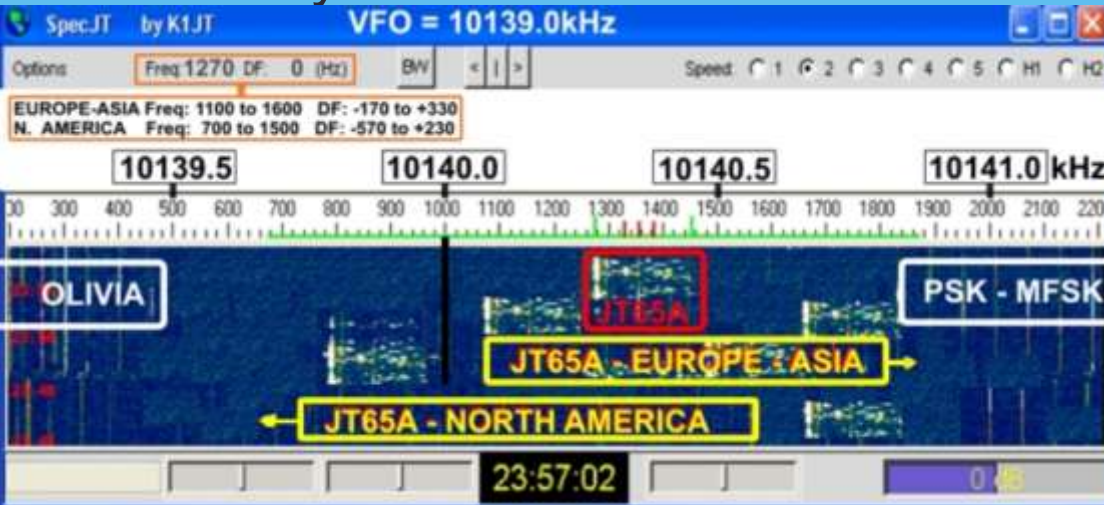 SpecJT by K1JT VFO = 10139.0kHz
Options Freq: 1270 DF: 0 (Hz) BW < | > Speed: 1 2 3 4 5 H1 H2
EUROPE-ASIA Freq: 1100 to 1600 DF: -170 to +330
N. AMERICA Freq: 700 to 1500 DF: -570 to +230
10139.5 10140.0 10140.5 10141.0 kHz
300 400 500 600 700 800 900 1000 1100 1200 1300 1400 1500 1600 1700 1800 1900 2000 2100 2200
OLIVIA JT65A PSK - MFSK
JT65A - EUROPE - ASIA
JT65A - NORTH AMERICA
23:57:02 0 dB